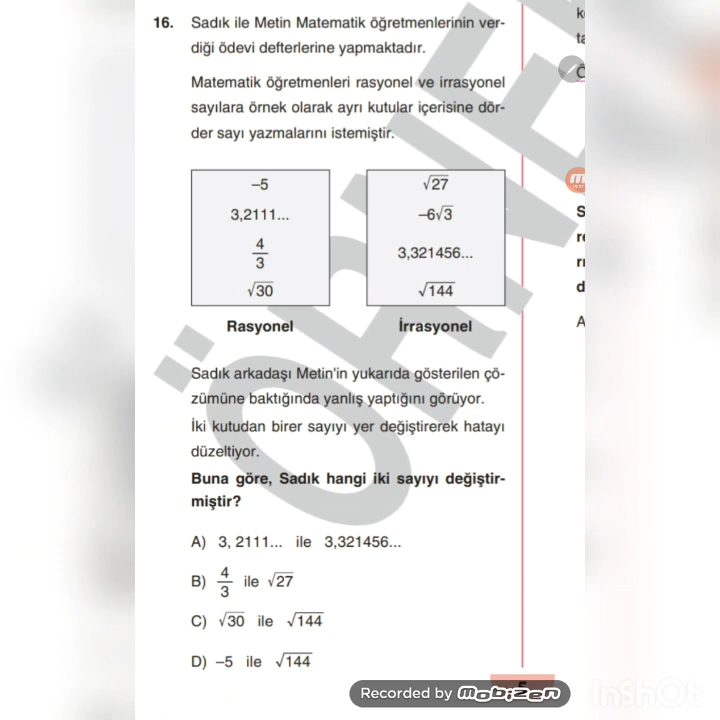 16. Sadık ile Metin Matematik öğretmenlerinin ver-
diği ödevi defterlerine yapmaktadır.
Matematik öğretmenleri rasyonel ve irrasyonel
sayılara örnek olarak ayrı kutular içerisine dör-
der sayı yazmalarını istemiştir.
–5
3,2111...
4/3
√30
Rasyonel
√27
–6√3
3,321456...
√144
İrrasyonel
Sadık arkadaşı Metin'in yukarıda gösterilen çö-
zümüne baktığında yanlış yaptığını görüyor.
İki kutudan birer sayıyı yer değiştirerek hatayı
düzeltiyor.
Buna göre, Sadık hangi iki sayıyı değiştir-
miştir?
A) 3, 2111... ile 3,321456...
B) 4/3 ile √27
C) √30 ile √144
D) –5 ile √144
ÖRNE
5
Recorded by Mobizen
InShOt